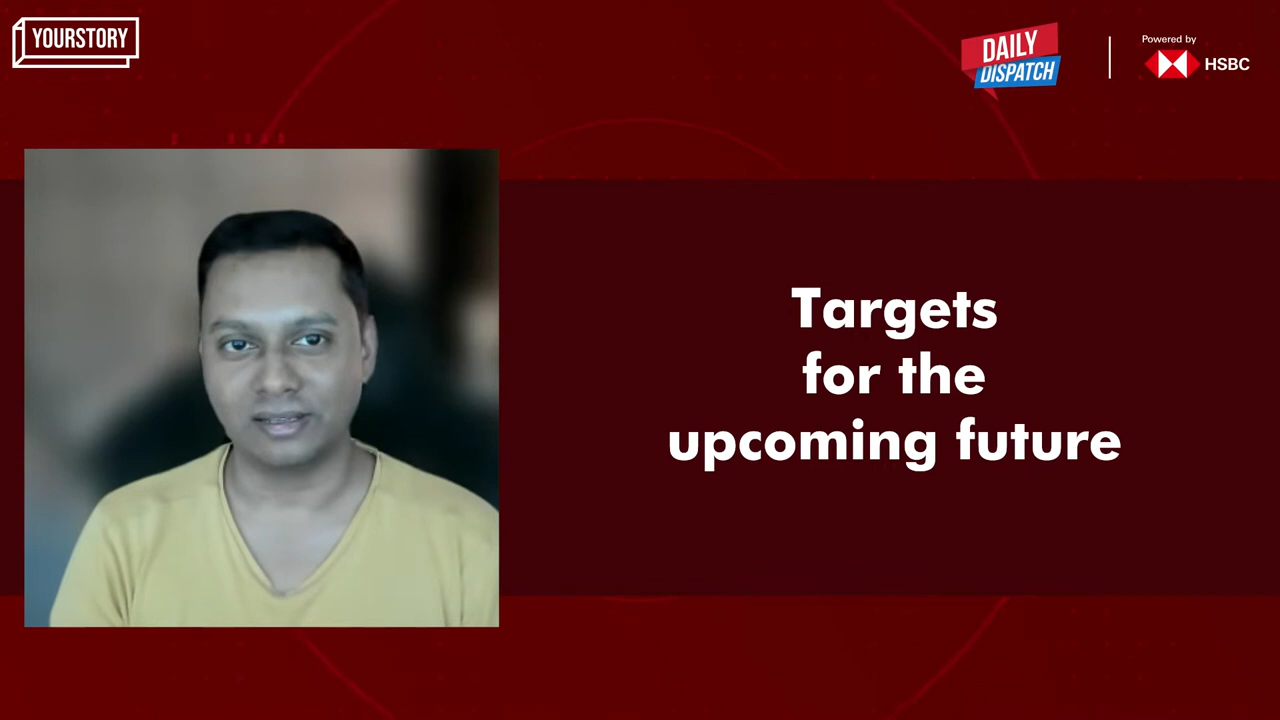 YOURSTORY
DAILY
DISPATCH
Powered by
HSBC
Targets
for the
upcoming future